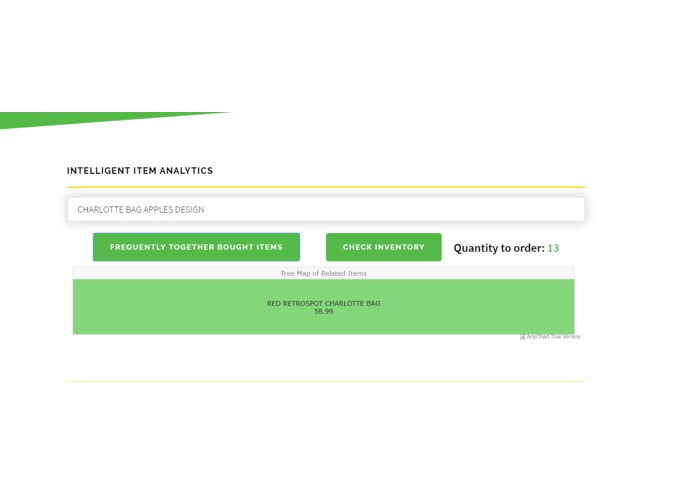 INTELLIGENT ITEM ANALYTICS
CHARLOTTE BAG APPLES DESIGN
FREQUENTLY TOGETHER BOUGHT ITEMS
CHECK INVENTORY
Quantity to order: 13
Tree Map of Related Items
RED RETROSPOT CHARLOTTE BAG
58.99
AnyChart Trial Version